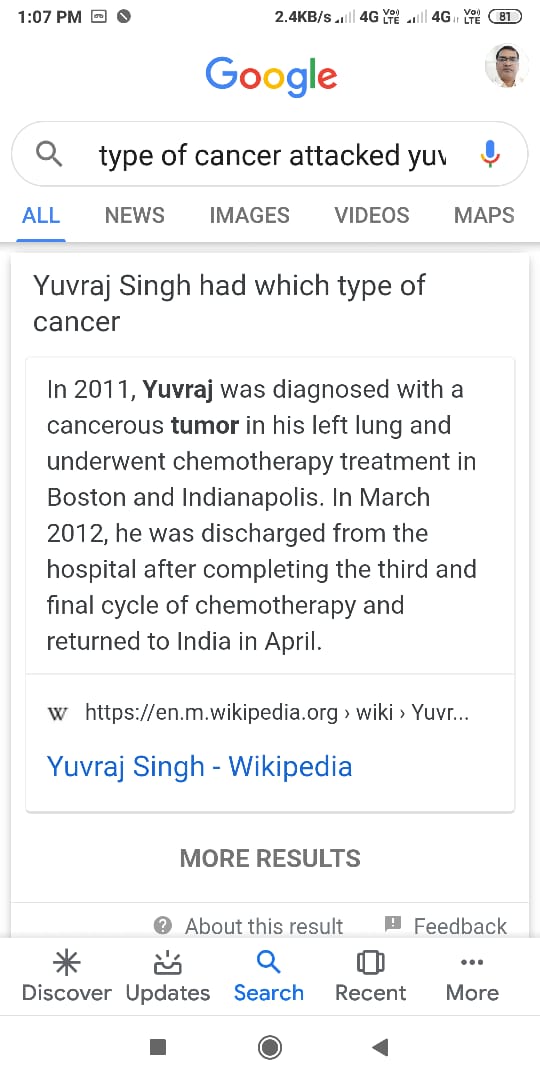 1:07 PM 2.4KB/s 4G Vo) LTE 4G Vo) LTE 81
Google
type of cancer attacked yuv
ALL NEWS IMAGES VIDEOS MAPS
Yuvraj Singh had which type of
cancer
In 2011, Yuvraj was diagnosed with a
cancerous tumor in his left lung and
underwent chemotherapy treatment in
Boston and Indianapolis. In March
2012, he was discharged from the
hospital after completing the third and
final cycle of chemotherapy and
returned to India in April.
W https://en.m.wikipedia.org › wiki › Yuvr...
Yuvraj Singh - Wikipedia
MORE RESULTS
About this result Feedback
Discover Updates Search Recent More